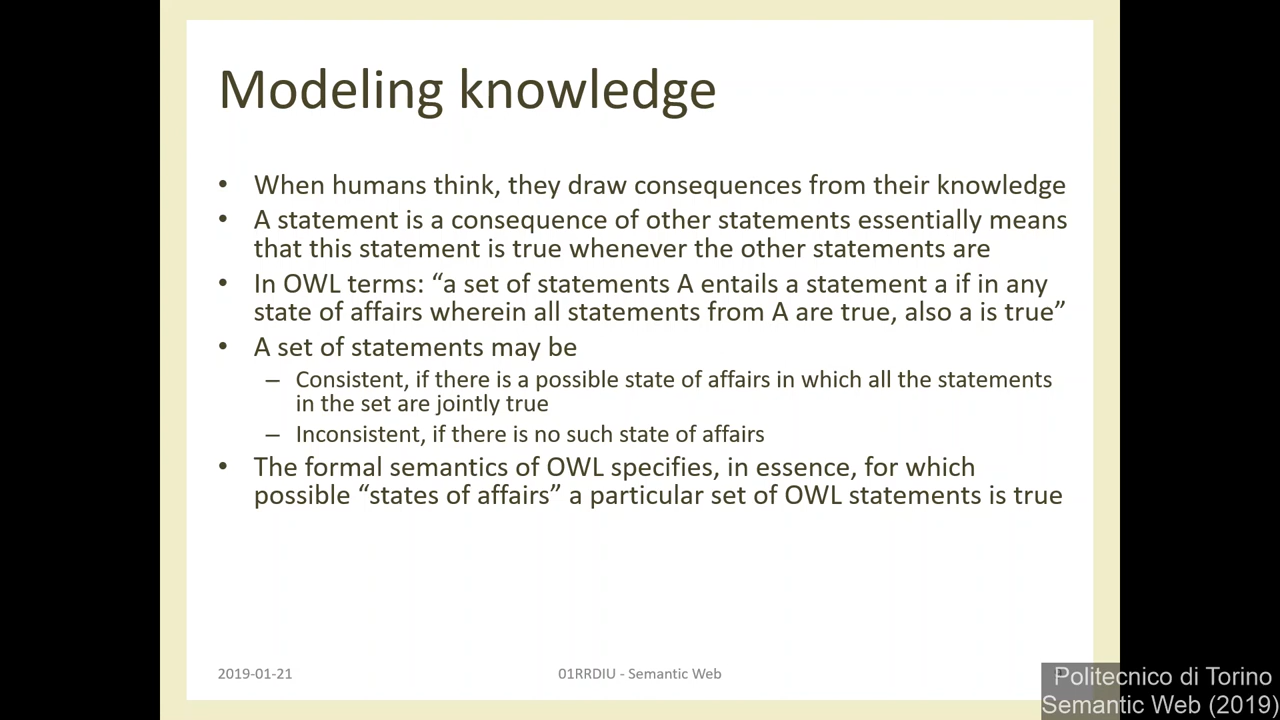 Modeling knowledge
• When humans think, they draw consequences from their knowledge
• A statement is a consequence of other statements essentially means
that this statement is true whenever the other statements are
• In OWL terms: “a set of statements A entails a statement a if in any
state of affairs wherein all statements from A are true, also a is true”
• A set of statements may be
– Consistent, if there is a possible state of affairs in which all the statements
in the set are jointly true
– Inconsistent, if there is no such state of affairs
• The formal semantics of OWL specifies, in essence, for which
possible “states of affairs” a particular set of OWL statements is true
2019-01-21
01RRDIU - Semantic Web
Politecnico di Torino
Semantic Web (2019)